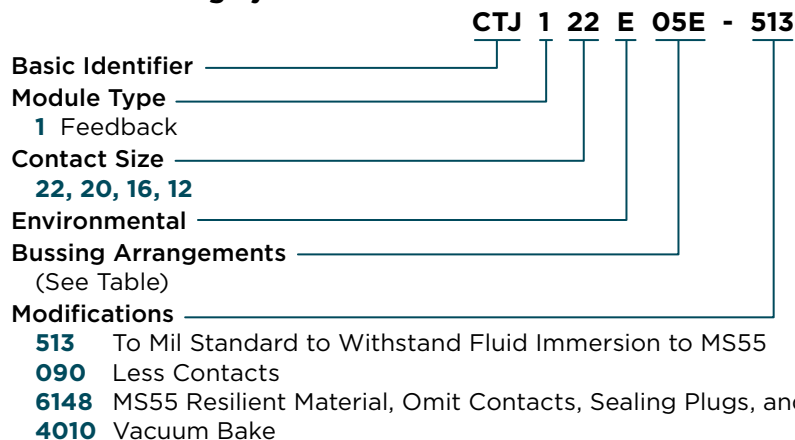 CTJ 1 22 E 05E - 513
Basic Identifier
Module Type
1 Feedback
Contact Size
22, 20, 16, 12
Environmental
Bussing Arrangements
(See Table)
Modifications
513 To Mil Standard to Withstand Fluid Immersion to MS55
090 Less Contacts
6148 MS55 Resilient Material, Omit Contacts, Sealing Plugs, and
4010 Vacuum Bake